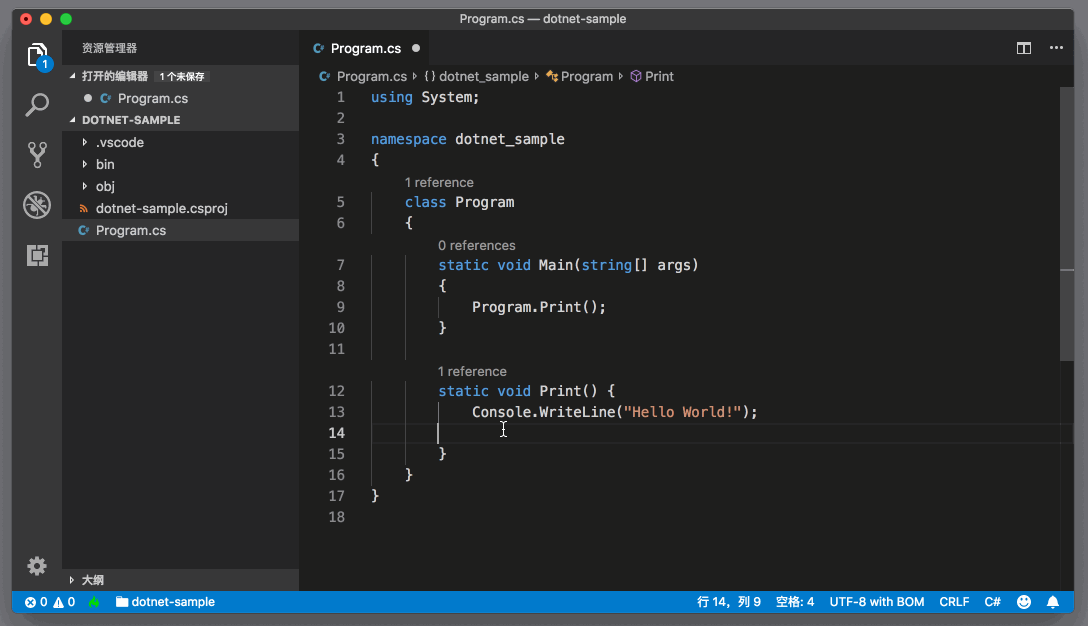 Program.cs — dotnet-sample
资源管理器
打开的编辑器 1 个未保存
Program.cs
DOTNET-SAMPLE
.vscode
bin
obj
dotnet-sample.csproj
Program.cs
大纲
1
Program.cs
Program.cs {} dotnet_sample Program Print
1 using System;
2
3 namespace dotnet_sample
4 {
1 reference
5 class Program
6 {
0 references
7 static void Main(string[] args)
8 {
9 Program.Print();
10 }
11
1 reference
12 static void Print() {
13 Console.WriteLine("Hello World!");
14
15 }
16 }
17 }
18
0 0 dotnet-sample 行 14，列 9 空格: 4 UTF-8 with BOM CRLF C#